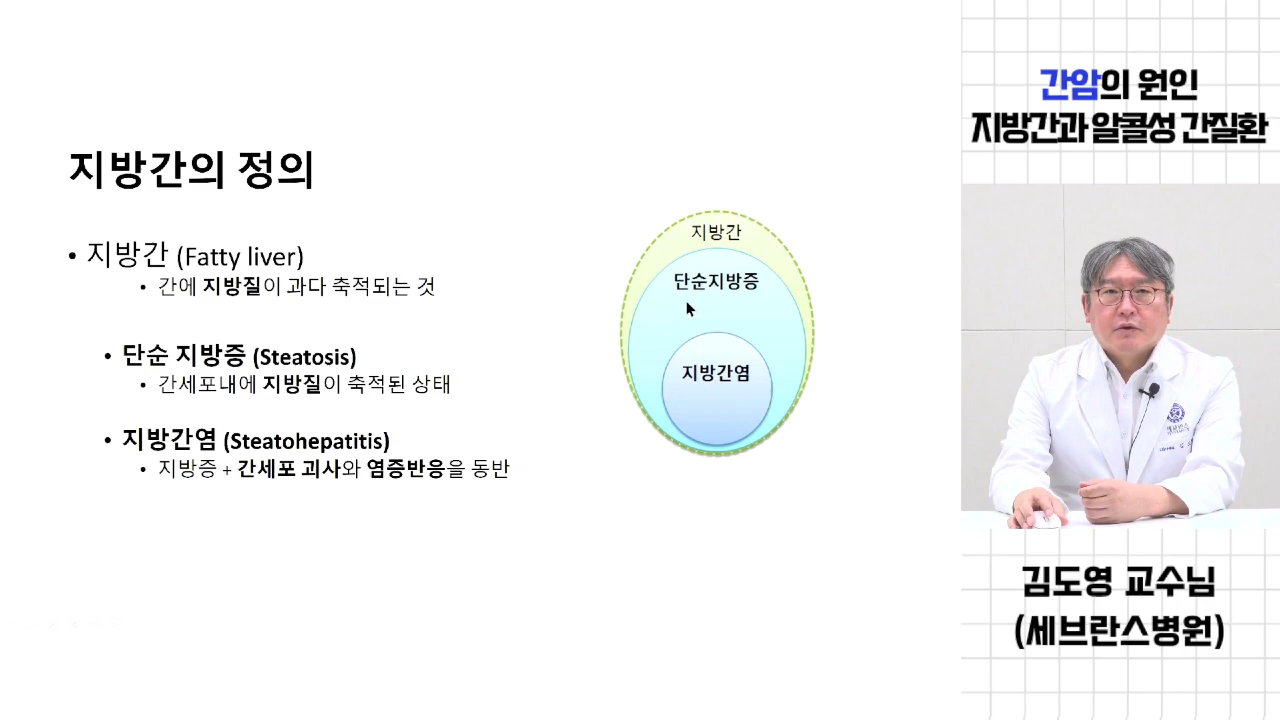 지방간의 정의
• 지방간 (Fatty liver)
• 간에 지방질이 과다 축적되는 것
• 단순 지방증 (Steatosis)
• 간세포내에 지방질이 축적된 상태
• 지방간염 (Steatohepatitis)
• 지방증 + 간세포 괴사와 염증반응을 동반
지방간
단순지방증
지방간염
간암의 원인
지방간과 알콜성 간질환
김도영 교수님
(세브란스병원)